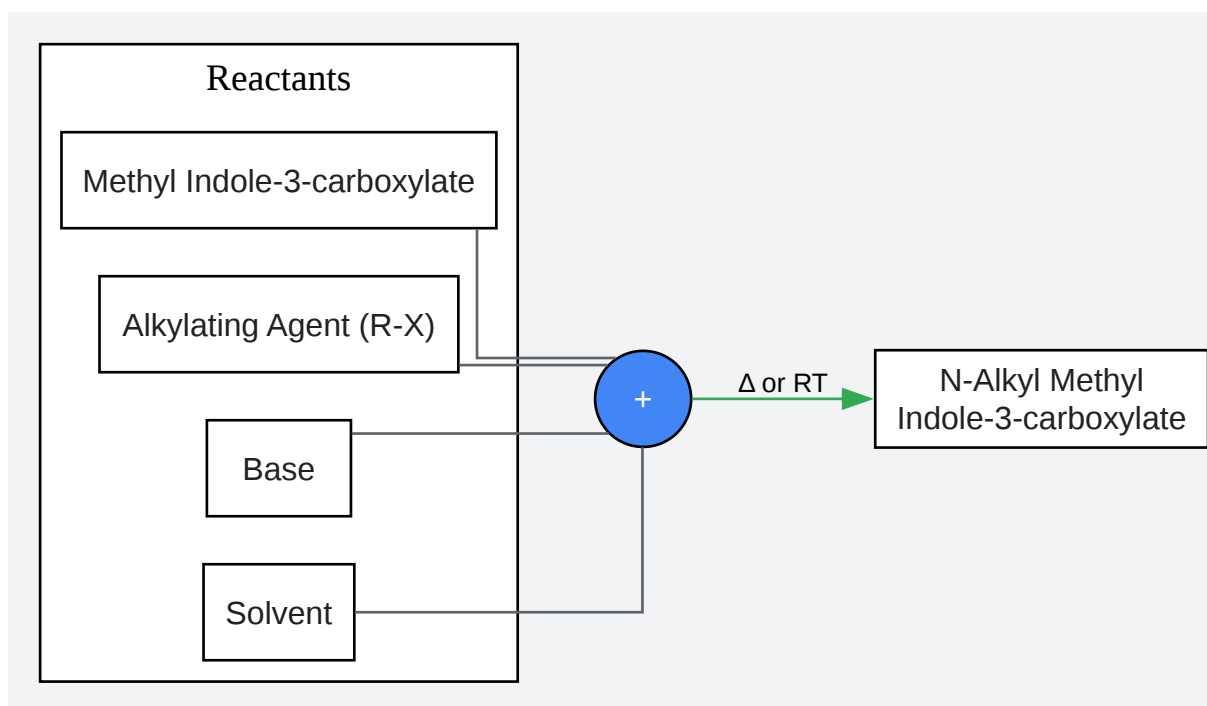 Reactants
Methyl Indole-3-carboxylate
Alkylating Agent (R-X)
Base
Solvent
+
Δ or RT
N-Alkyl Methyl
Indole-3-carboxylate